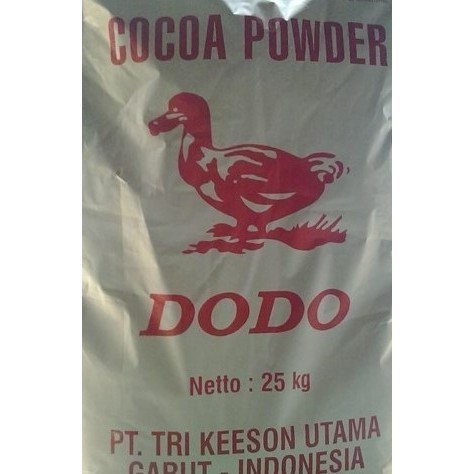 COCOA POWDER
DODO
Netto : 25 kg
PT. TRI KEESON UTAMA
GARUT - INDONESIA